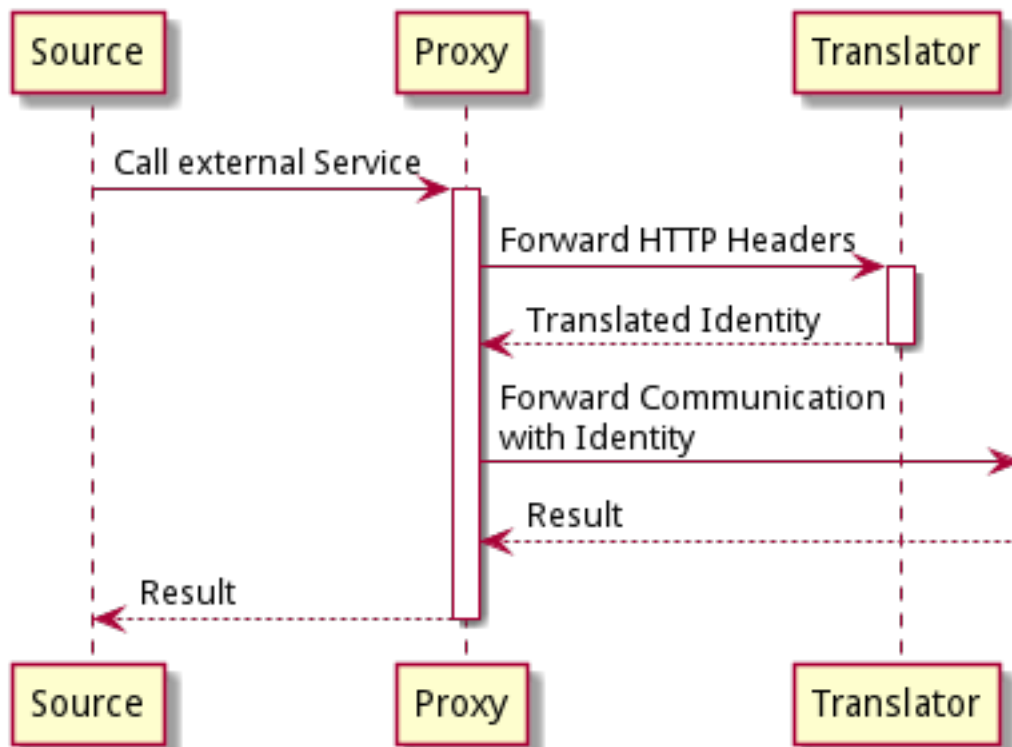 Source
Proxy
Translator
Call external Service
Forward HTTP Headers
Translated Identity
Forward Communication
with Identity
Result
Result
Source
Proxy
Translator